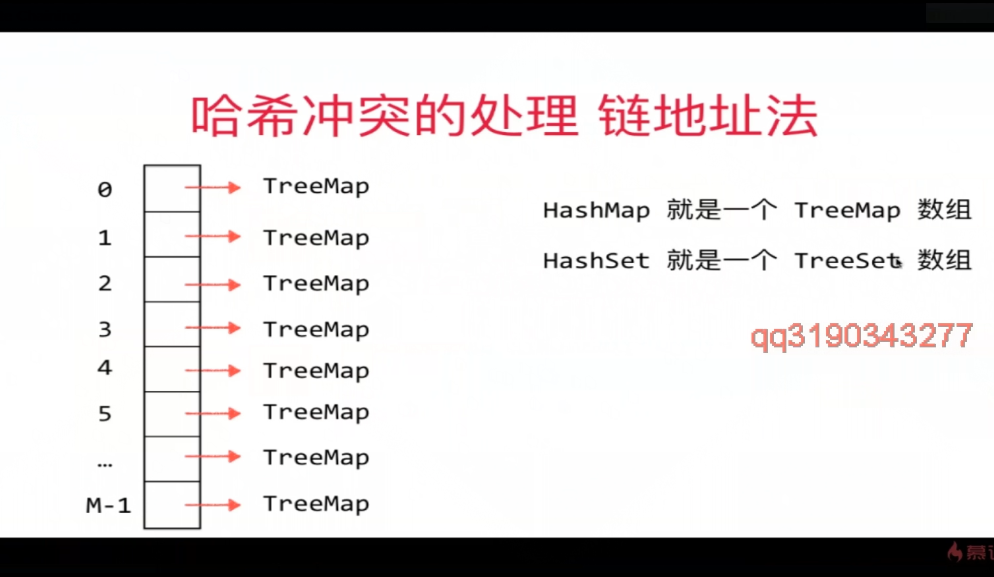 哈希冲突的处理 链地址法
0 TreeMap
1 TreeMap
2 TreeMap
3 TreeMap
4 TreeMap
5 TreeMap
… TreeMap
M-1 TreeMap
HashMap 就是一个 TreeMap 数组
HashSet 就是一个 TreeSet 数组
qq3190343277
慕